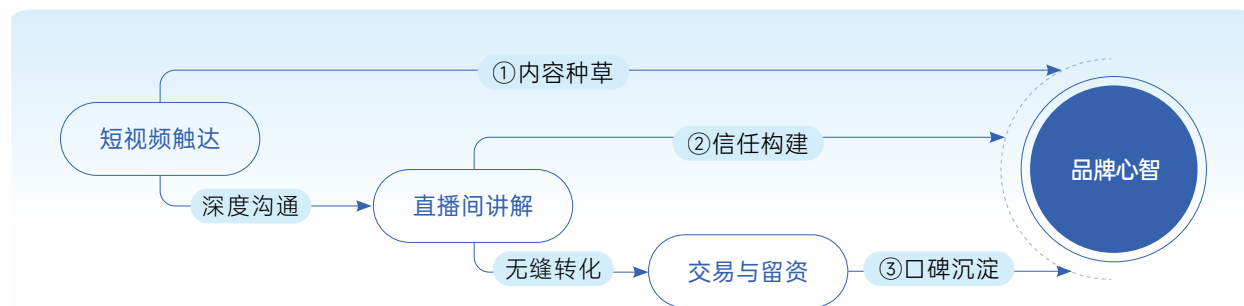 ①内容种草
短视频触达
②信任构建
品牌心智
深度沟通
直播间讲解
无缝转化
交易与留资
③口碑沉淀